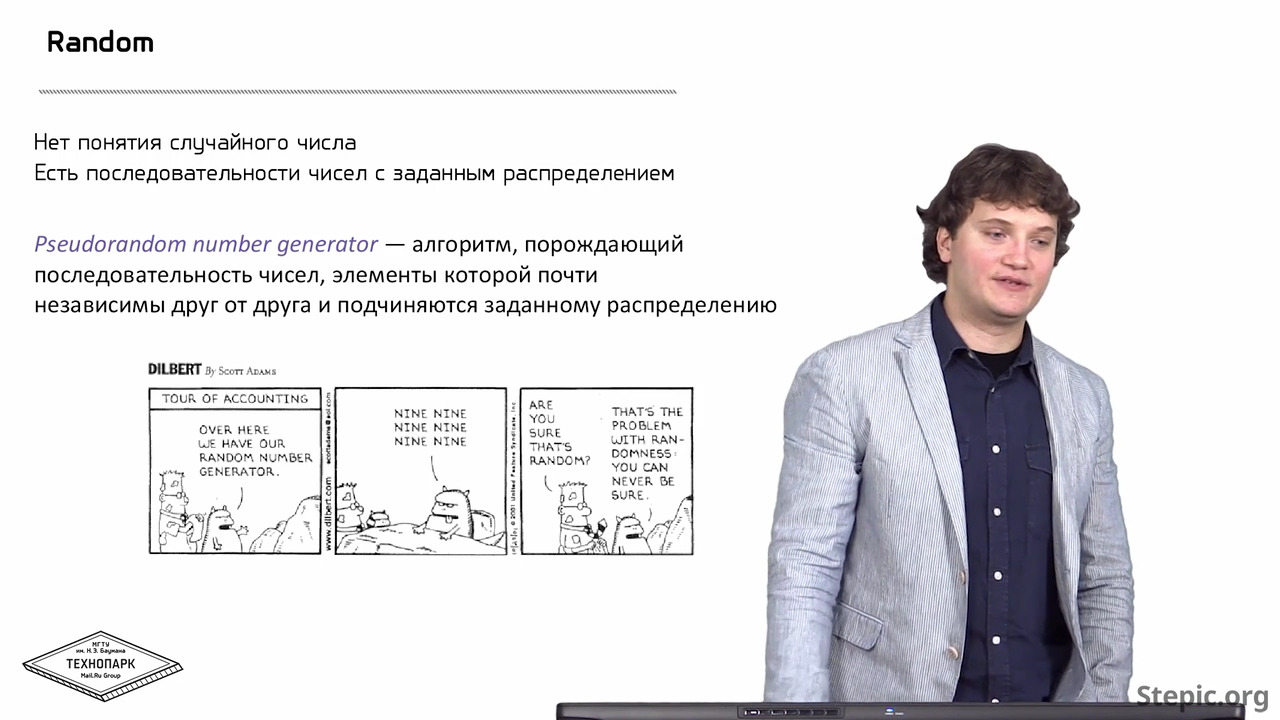 Random
Нет понятия случайного числа
Есть последовательности чисел с заданным распределением
Pseudorandom number generator — алгоритм, порождающий
последовательность чисел, элементы которой почти
независимы друг от друга и подчиняются заданному распределению
DILBERT By Scott Adams
TOUR OF ACCOUNTING
OVER HERE
WE HAVE OUR
RANDOM NUMBER
GENERATOR.
www.dilbert.com
scottadams@aol.com
NINE NINE
NINE NINE
NINE NINE
© 2001 United Feature Syndicate, Inc.
ARE
YOU
SURE
THAT'S
RANDOM?
THAT'S THE
PROBLEM
WITH RAN-
DOMNESS:
YOU CAN
NEVER BE
SURE.
МГТУ
им. Н.Э. Баумана
ТЕХНОПАРК
Mail.Ru Group
Stepic.org